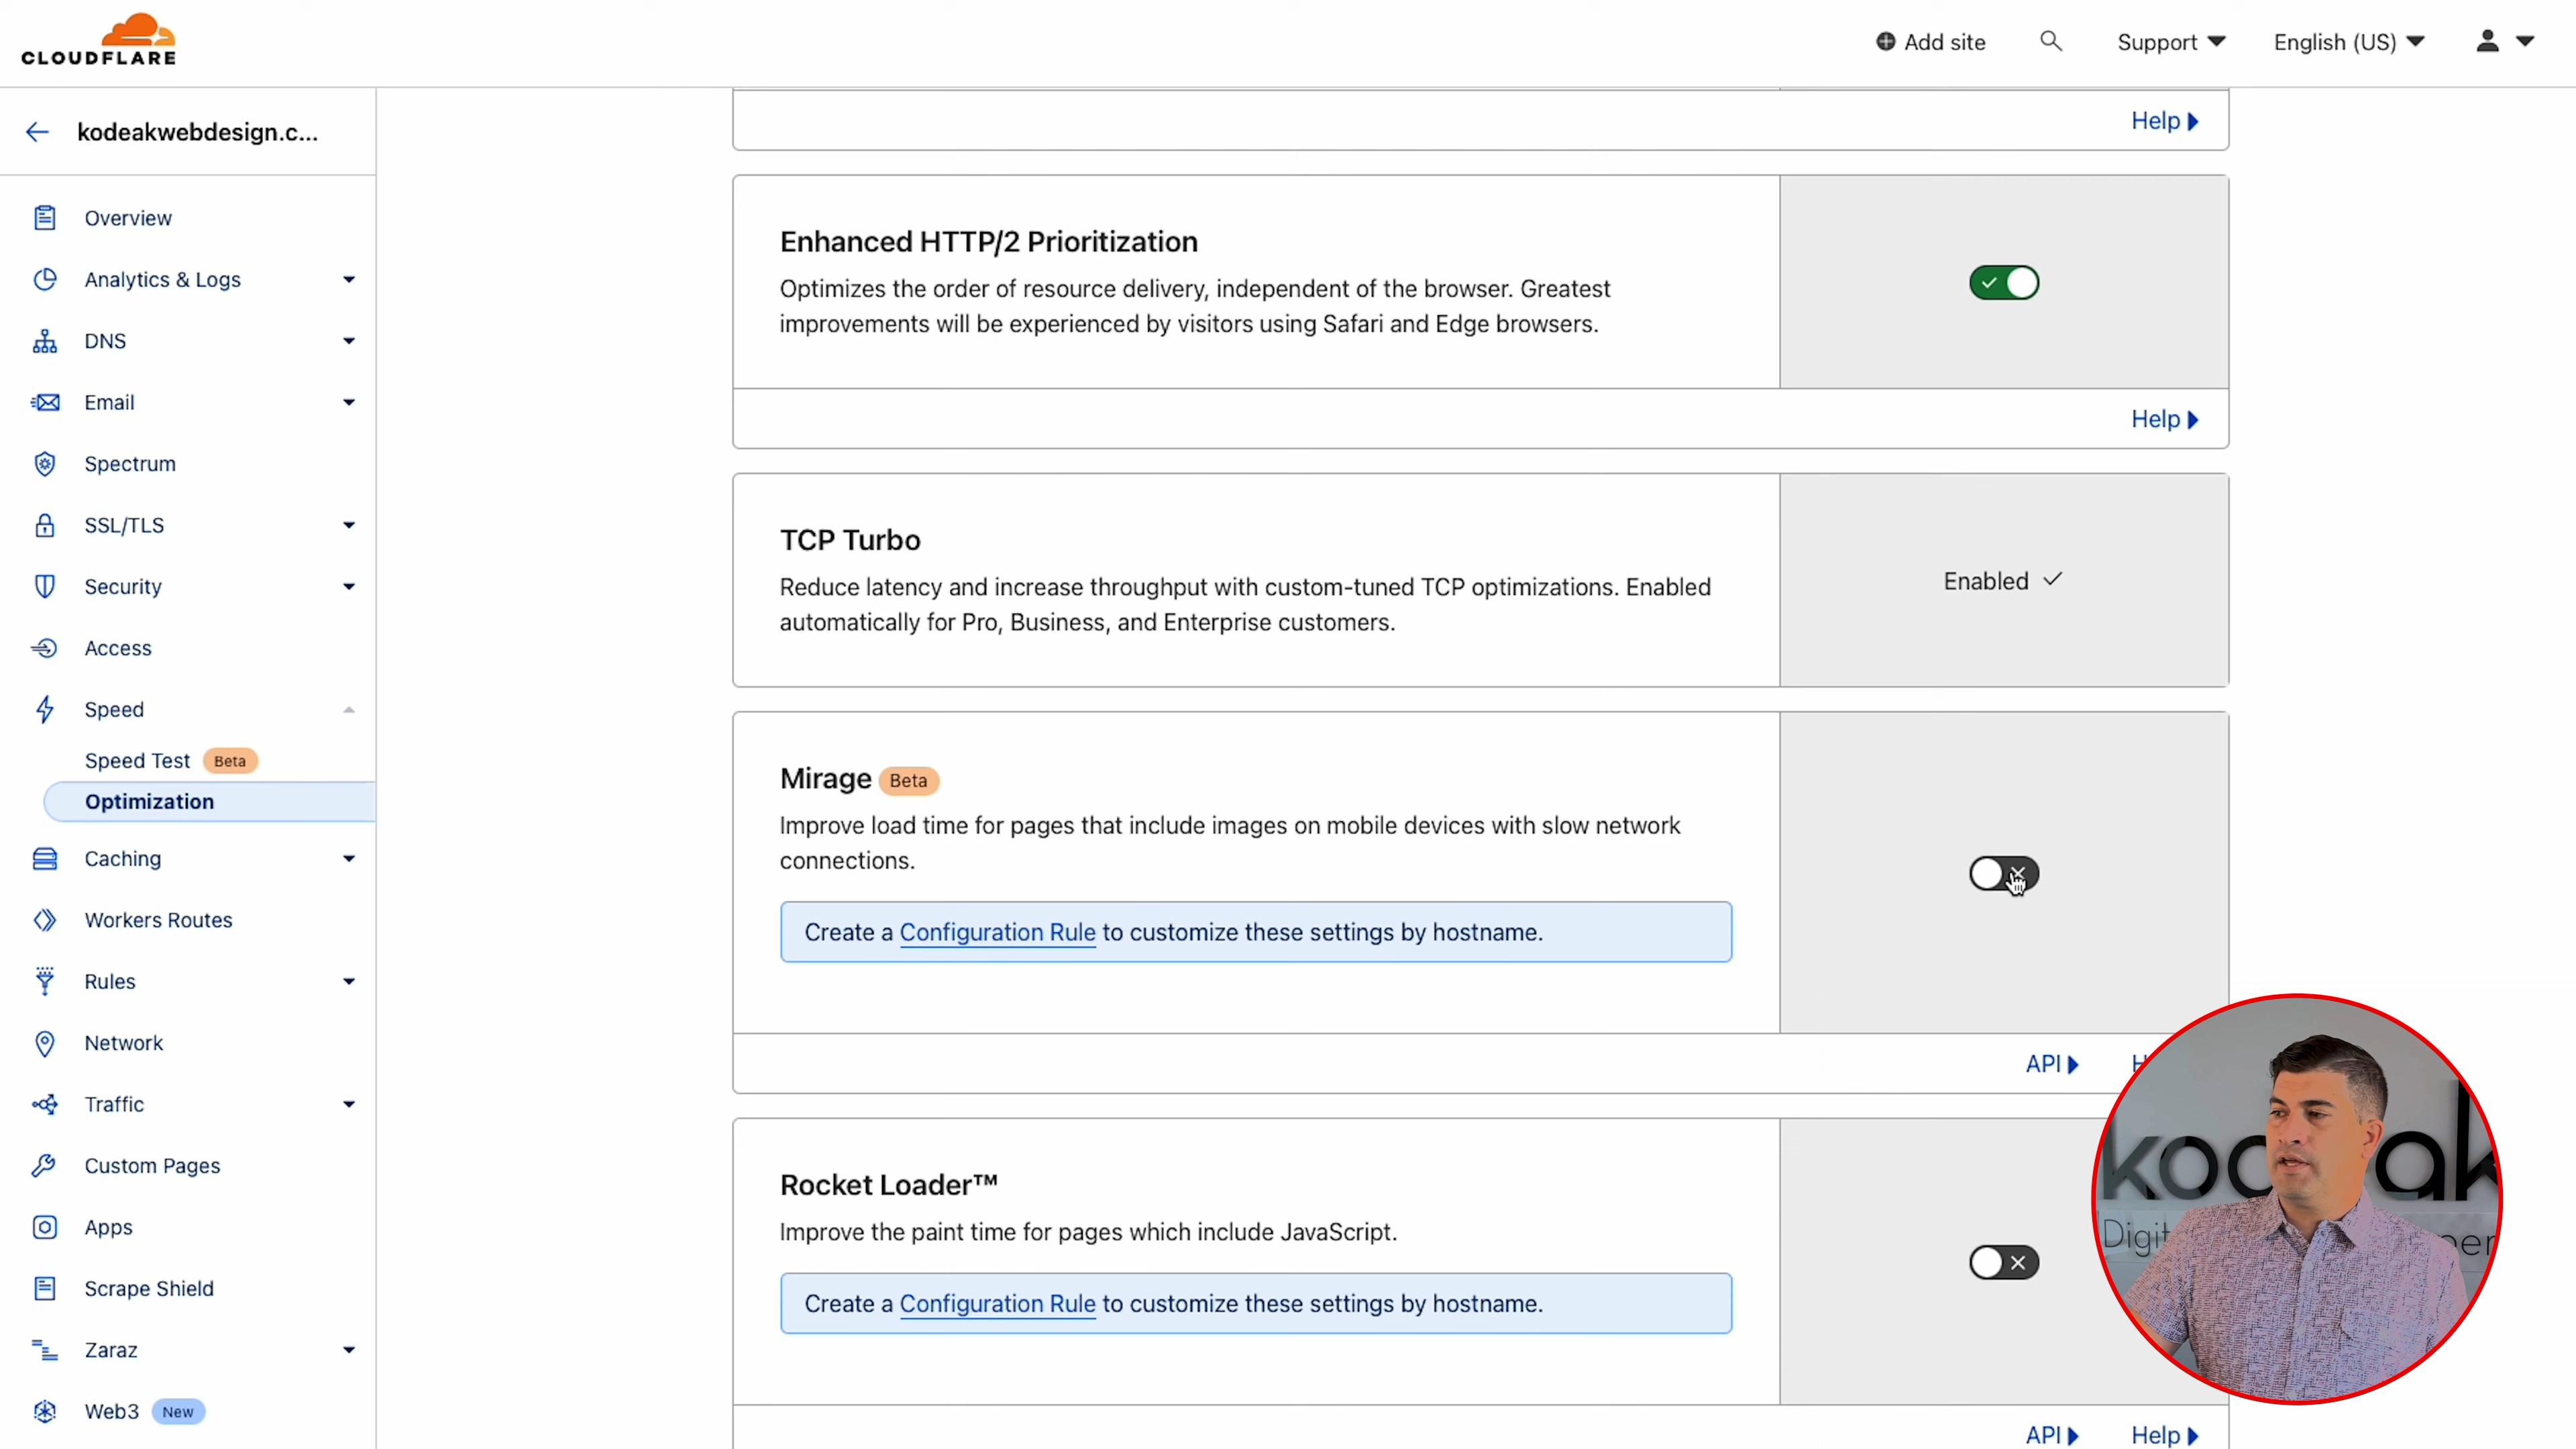 CLOUDFLARE
Add site
Support
English (US)
kodeakwebdesign.c...
Overview
Analytics & Logs
DNS
Email
Spectrum
SSL/TLS
Security
Access
Speed
Speed Test Beta
Optimization
Caching
Workers Routes
Rules
Network
Traffic
Custom Pages
Apps
Scrape Shield
Zaraz
Web3 New
Help
Enhanced HTTP/2 Prioritization
Optimizes the order of resource delivery, independent of the browser. Greatest
improvements will be experienced by visitors using Safari and Edge browsers.
Help
TCP Turbo
Reduce latency and increase throughput with custom-tuned TCP optimizations. Enabled
automatically for Pro, Business, and Enterprise customers.
Enabled
Mirage Beta
Improve load time for pages that include images on mobile devices with slow network
connections.
Create a Configuration Rule to customize these settings by hostname.
API
Rocket Loader™
Improve the paint time for pages which include JavaScript.
Create a Configuration Rule to customize these settings by hostname.
API Help